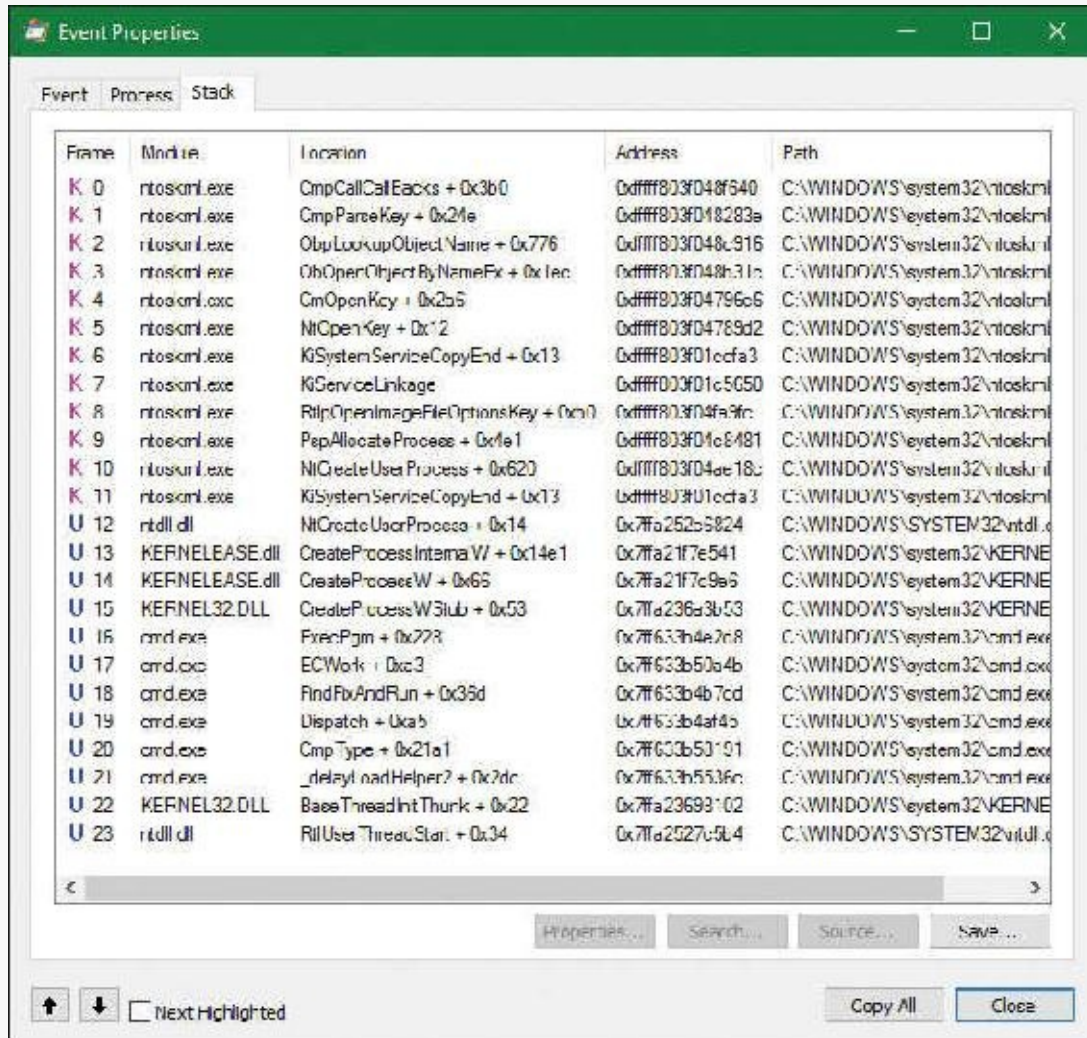 Event Properties
Event Process Stack
Frame Module Location Address Path
K 0 ntoskrnl.exe CmpCallCallBacks + 0x3b0 C:\WINDOWS\system32\ntoskrnl
K 1 ntoskrnl.exe CmpParseKey + 0x24e C:\WINDOWS\system32\ntoskrnl
K 2 ntoskrnl.exe ObpLookupObjectName + 0x776 C:\WINDOWS\system32\ntoskrnl
K 3 ntoskrnl.exe ObOpenObjectByNameEx + 0x1ec C:\WINDOWS\system32\ntoskrnl
K 4 ntoskrnl.exe CmOpenKey + 0x2b6 C:\WINDOWS\system32\ntoskrnl
K 5 ntoskrnl.exe NtOpenKey + 0x12 C:\WINDOWS\system32\ntoskrnl
K 6 ntoskrnl.exe KiSystemServiceCopyEnd + 0x13 C:\WINDOWS\system32\ntoskrnl
K 7 ntoskrnl.exe KiServiceLinkage C:\WINDOWS\system32\ntoskrnl
K 8 ntoskrnl.exe RtlpOpenImageFileOptionsKey + C:\WINDOWS\system32\ntoskrnl
K 9 ntoskrnl.exe PspAllocateProcess + 0x4e1 C:\WINDOWS\system32\ntoskrnl
K 10 ntoskrnl.exe NtCreateUserProcess + 0x620 C:\WINDOWS\system32\ntoskrnl
K 11 ntoskrnl.exe KiSystemServiceCopyEnd + 0x13 C:\WINDOWS\system32\ntoskrnl
U 12 ntdll.dll NtCreateUserProcess + 0x14 0x7ffa252b6824 C:\WINDOWS\SYSTEM32\ntdll.d
U 13 KERNELBASE.dll CreateProcessInternalW + 0x14e1 0x7ffa21f7e541 C:\WINDOWS\system32\KERNE
U 14 KERNELBASE.dll CreateProcessW + 0x66 0x7ffa21f7c9a6 C:\WINDOWS\system32\KERNE
U 15 KERNEL32.DLL CreateProcessWStub + 0x53 0x7ffa236a3b53 C:\WINDOWS\system32\KERNE
U 16 cmd.exe ExecPgm + 0x228 C:\WINDOWS\system32\cmd.exe
U 17 cmd.exe ECWork + C:\WINDOWS\system32\cmd.exe
U 18 cmd.exe FindFixAndRun + 0x36d C:\WINDOWS\system32\cmd.exe
U 19 cmd.exe Dispatch + 0xa5 0x7ff633b4af45 C:\WINDOWS\system32\cmd.exe
U 20 cmd.exe CmpType + 0x21a1 C:\WINDOWS\system32\cmd.exe
U 21 cmd.exe _delayLoadHelper2 + 0x2dc C:\WINDOWS\system32\cmd.exe
U 22 KERNEL32.DLL BaseThreadInitThunk + 0x22 0x7ffa23698102 C:\WINDOWS\system32\KERNE
U 23 ntdll.dll RtlUserThreadStart + 0x34 0x7ffa2527c5b4 C:\WINDOWS\SYSTEM32\ntdll.d
Properties... Search... Source... Save...
Next Highlighted Copy All Close